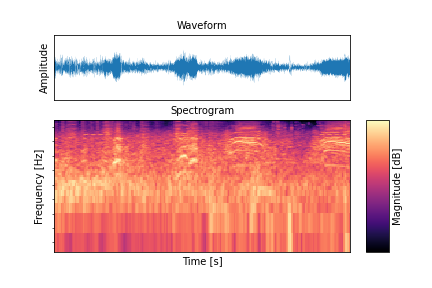 Waveform
Amplitude
Spectrogram
Frequency [Hz]
Magnitude [dB]
Time [s]